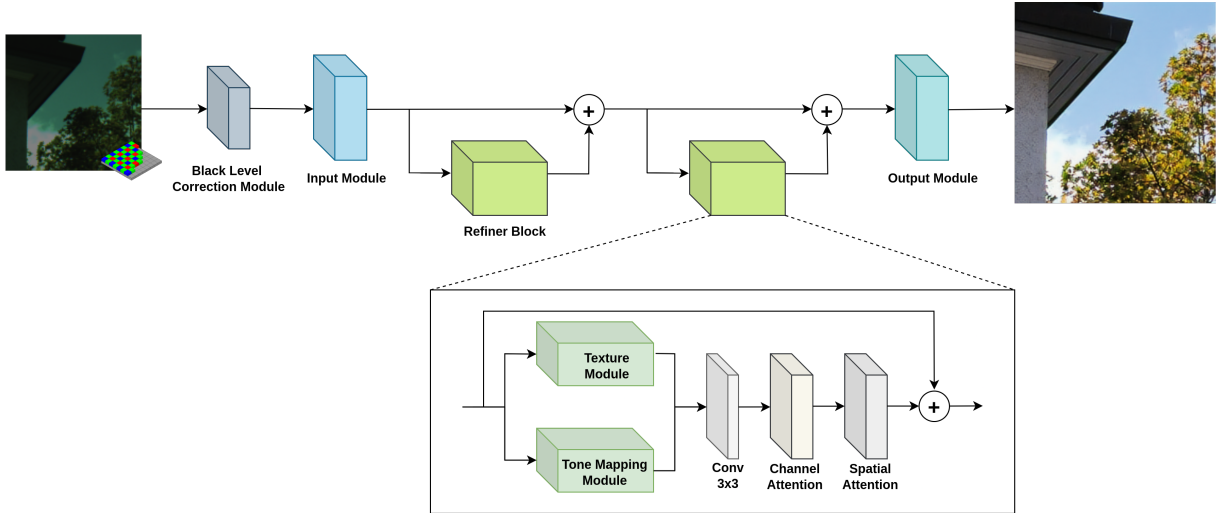 Black Level
Correction Module
Input Module
+
+
Output Module
Refiner Block
Texture
Module
Tone Mapping
Module
Conv
3x3
Channel
Attention
Spatial
Attention
+